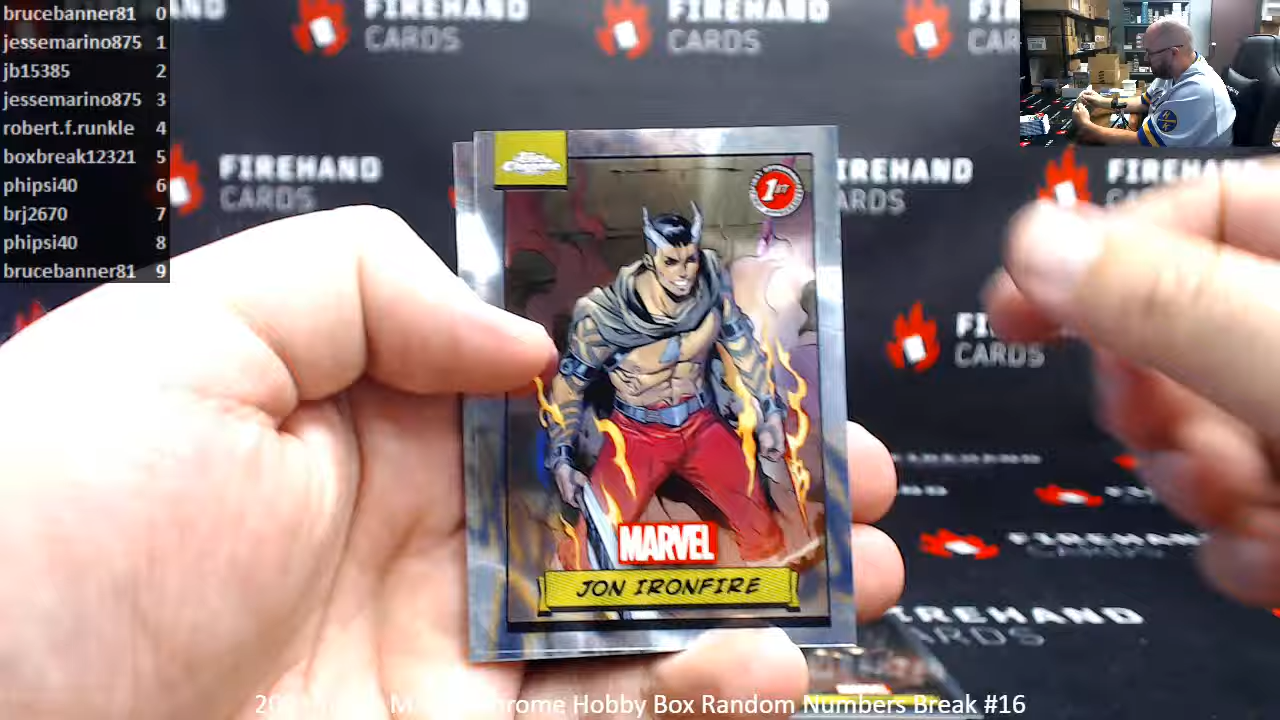 brucebanner81 0
jessemarino875 1
jb15385 2
jessemarino875 3
robert.f.runkle 4
boxbreak12321 5
phipsi40 6
brj2670 7
phipsi40 8
brucebanner81 9
FIREHAND
CARDS
FIREHAND
CARDS
FIREHAND
CARDS
FIREHAND
CARDS
FIREHAND
1ST
MARVEL
JON IRONFIRE
CARDS
Chrome Hobby Box Random Numbers Break #16